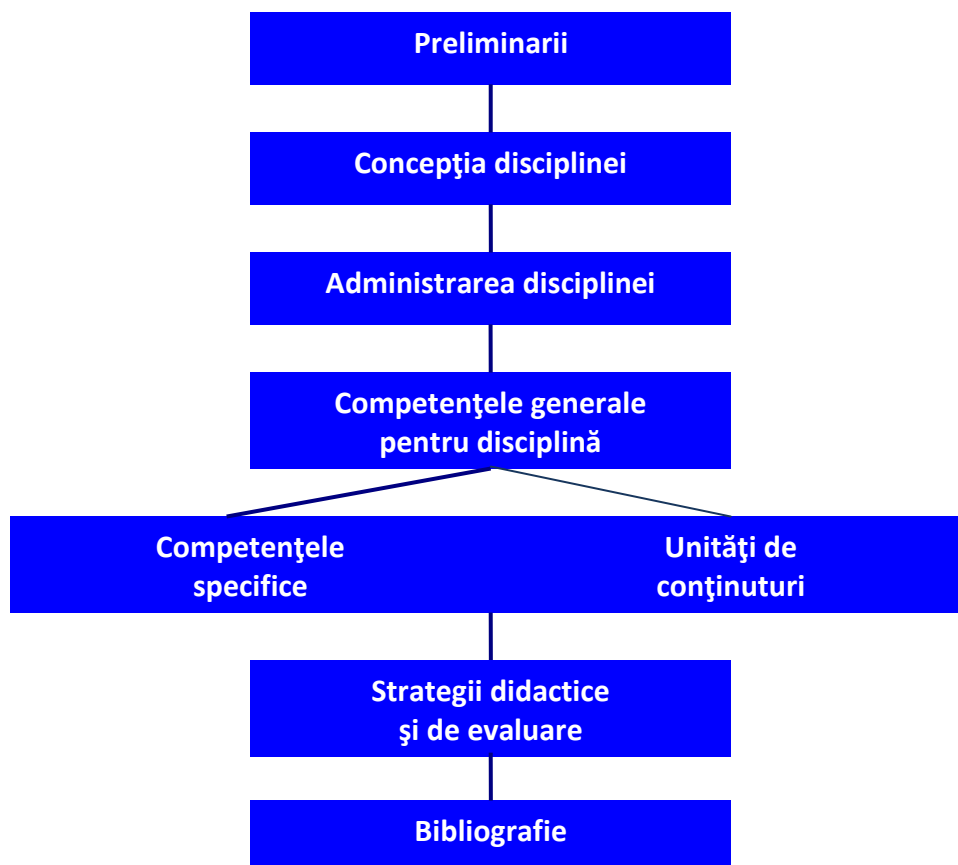 Preliminarii
Concepţia disciplinei
Administrarea disciplinei
Competenţele generale
pentru disciplină
Competenţele
specifice
Unităţi de
conţinuturi
Strategii didactice
şi de evaluare
Bibliografie